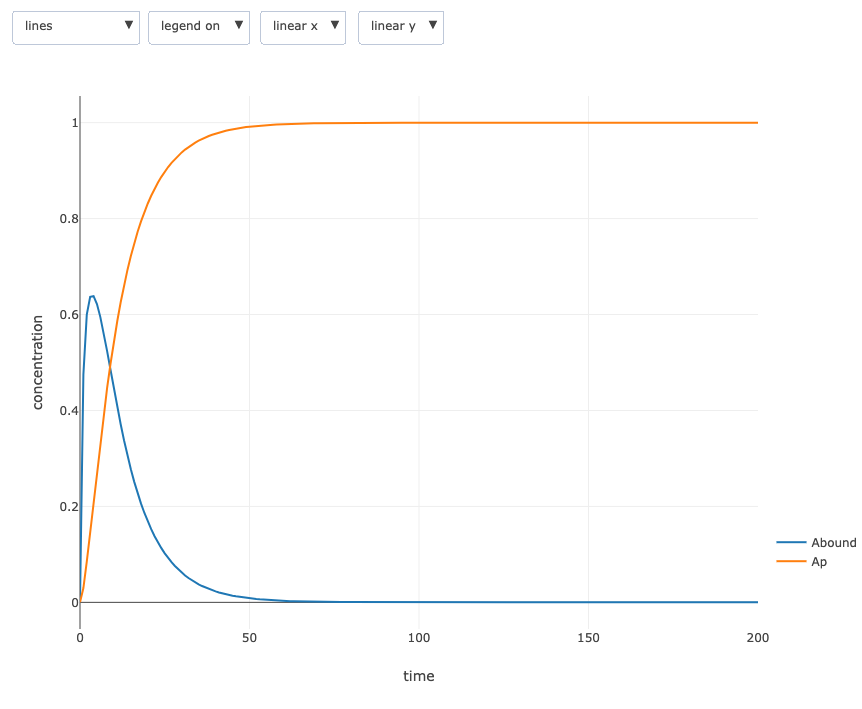 lines ▼ legend on ▼ linear x ▼ linear y ▼
1
0.8
0.6
0.4
0.2
0
concentration
0 50 100 150 200
time
Abound
Ap